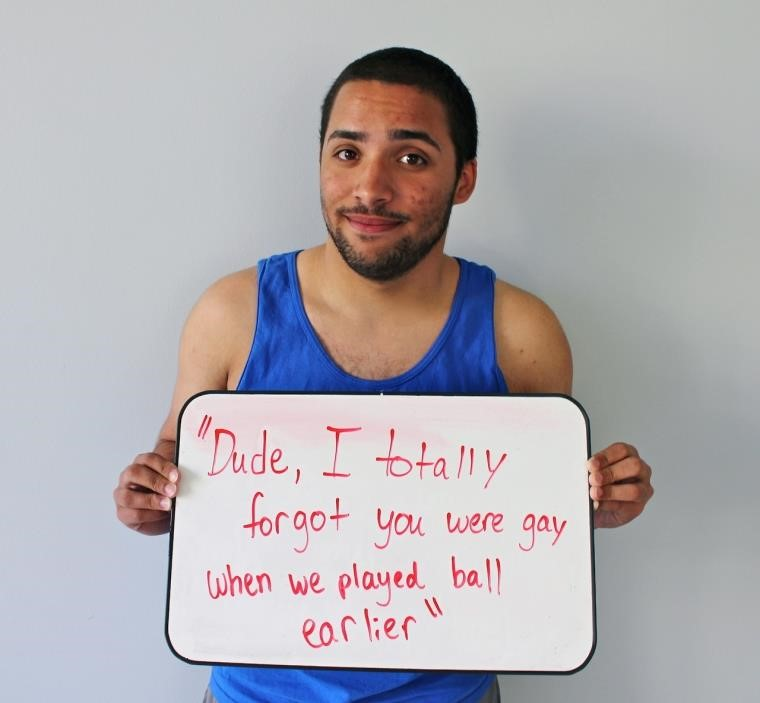 "Dude, I totally
forgot you were gay
when we played ball
earlier"